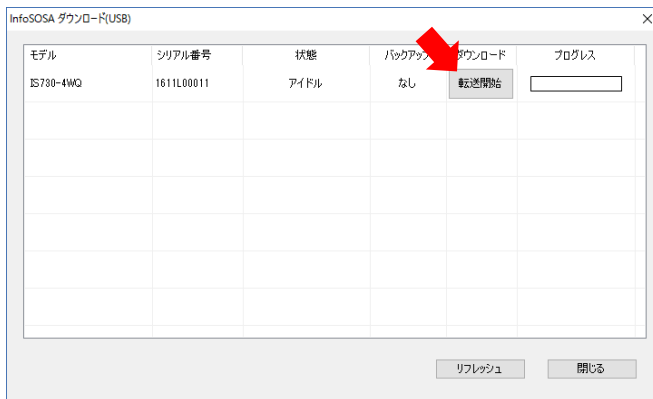 InfoSOSA ダウンロード(USB)
モデル シリアル番号 状態 バックアップ ダウンロード プログレス
IS730-4WQ 1611L00011 アイドル なし 転送開始
リフレッシュ 閉じる